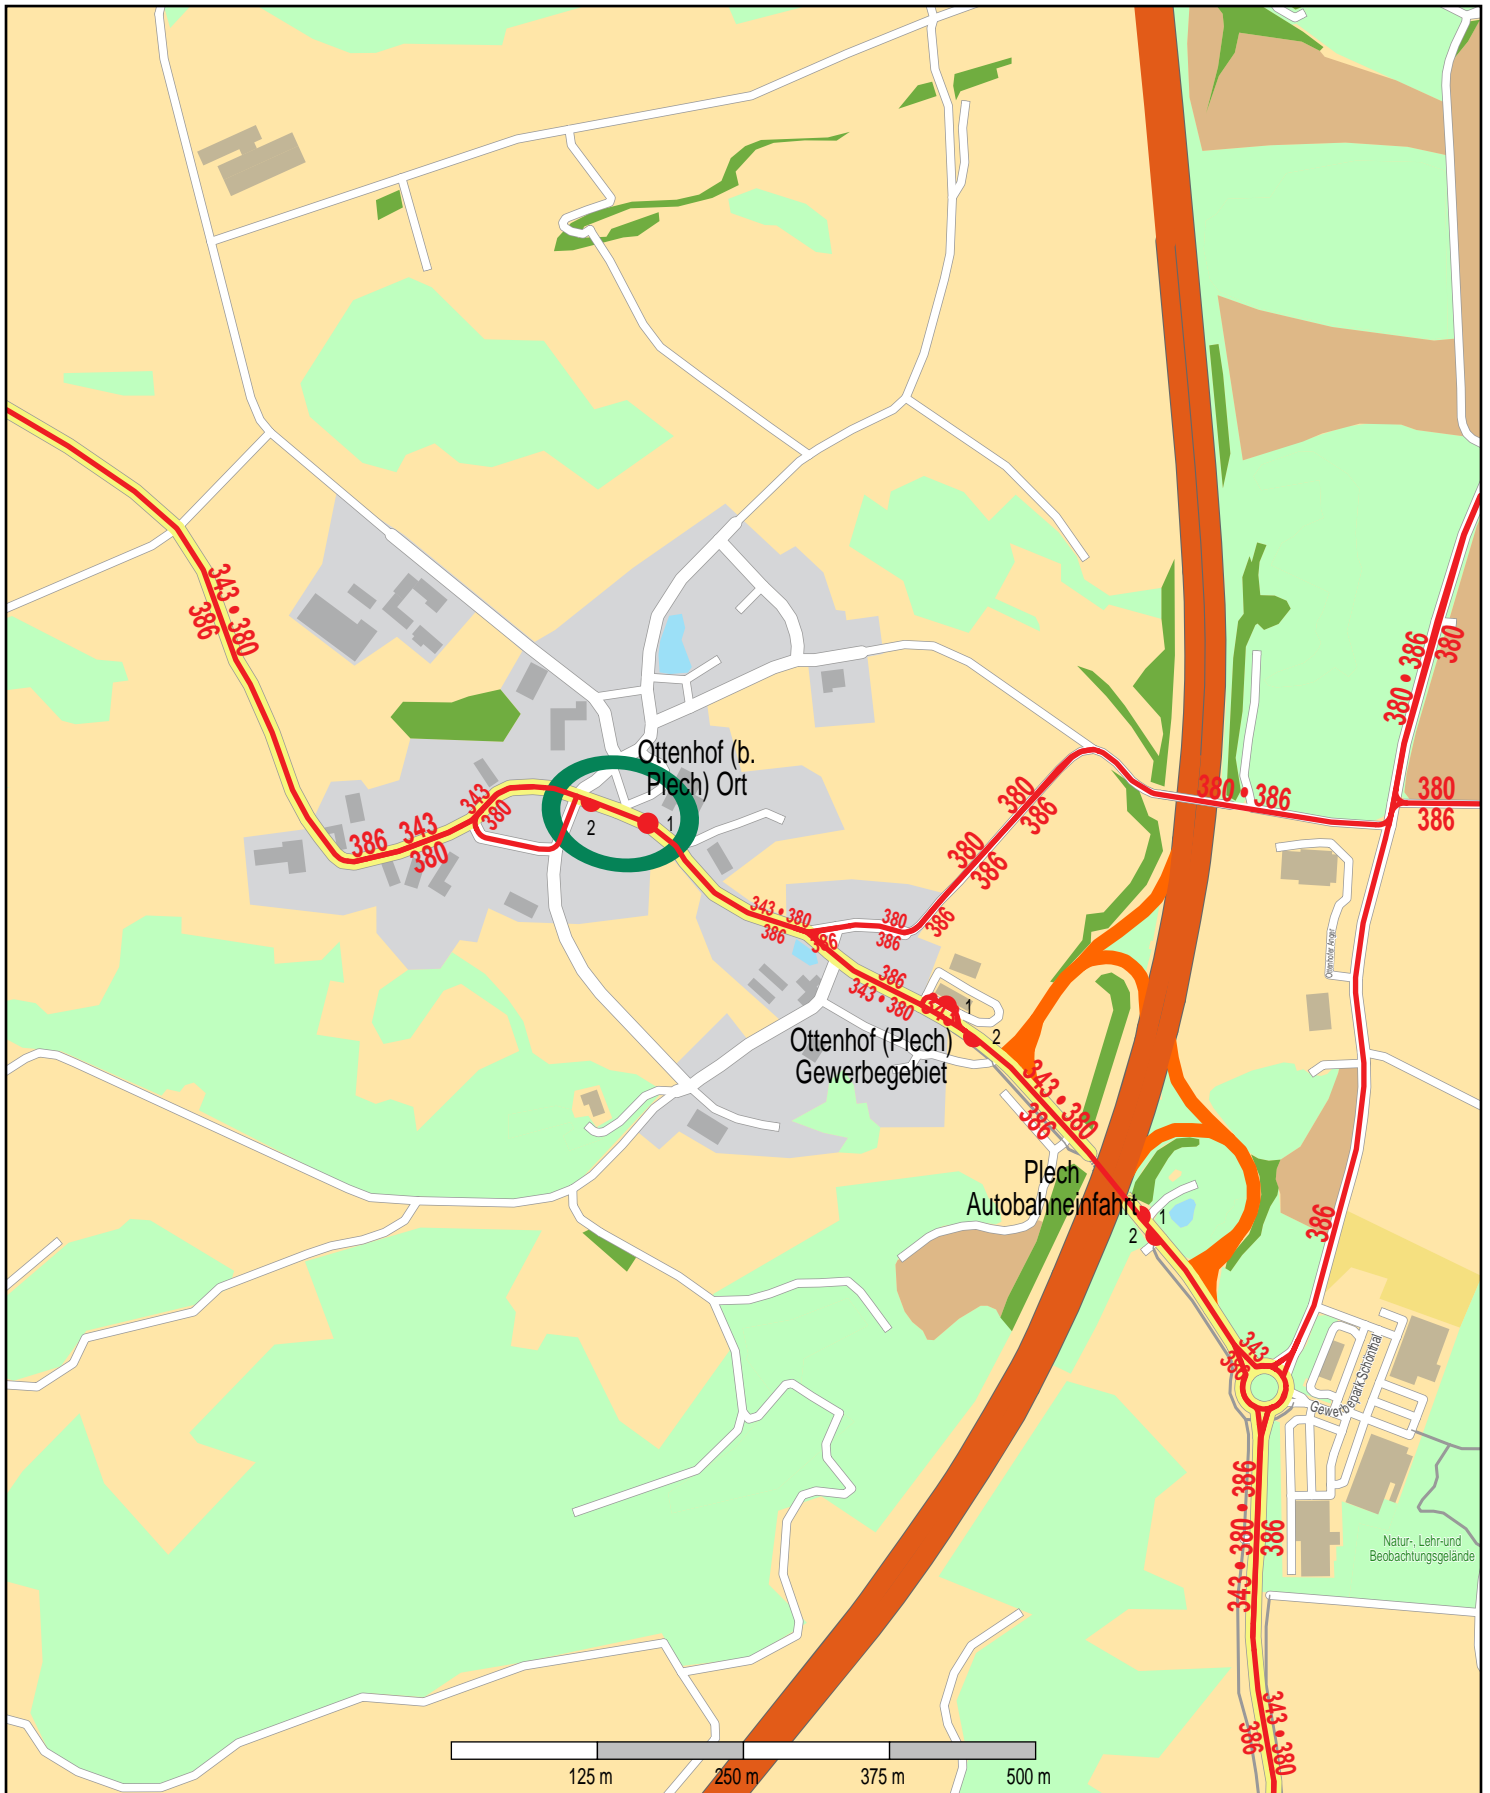 343 • 380
386
380 • 386
380
Ottenhof (b.
Plech) Ort
380
386
380 • 386
380
386
343
380
386
343
380
2
1
380
386
343 • 380
386
380
386
386
386
386
343 • 380
343
1
2
Ottenhofer Angel
Ottenhof (Plech)
Gewerbegebiet
343 • 380
386
Plech
Autobahneinfahrt
1
2
386
343
386
Gewerbepark Schönthal
343 • 380 • 386
386
Natur-, Lehr-und
Beobachtungsgelände
343 • 380
386
125 m
250 m
375 m
500 m